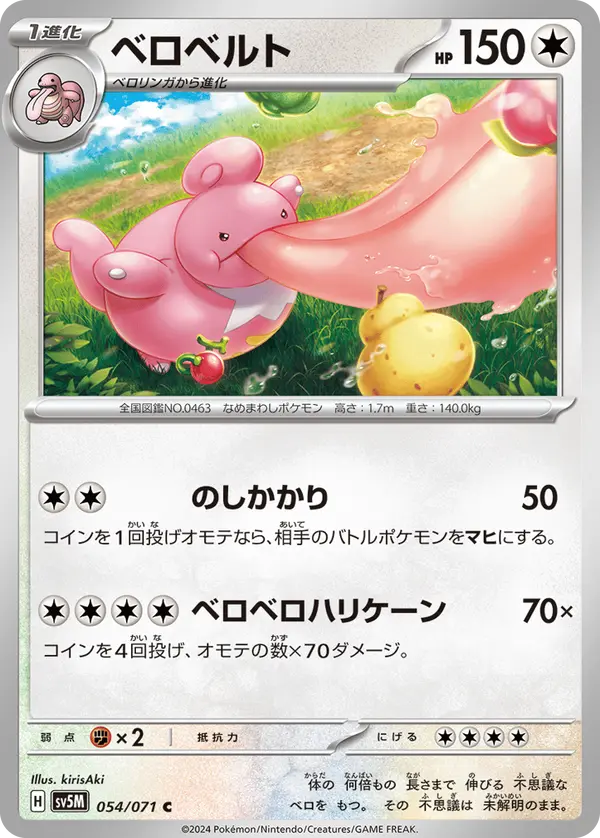 1進化
ベロベルト
HP 150
ベロリンガから進化
全国図鑑NO.0463 なめまわしポケモン 高さ:1.7m 重さ:140.0kg
のしかかり 50
コインを1回投げオモテなら、相手のバトルポケモンをマヒにする。
ベロベロハリケーン 70×
コインを4回投げ、オモテの数×70ダメージ。
弱点 ×2 抵抗力 にげる
Illus. kirisAki
H sv5M 054/071 C
体の 何倍もの 長さまで 伸びる 不思議な
ベロを もつ。その 不思議は 未解明のまま。
©2024 Pokémon/Nintendo/Creatures/GAME FREAK.